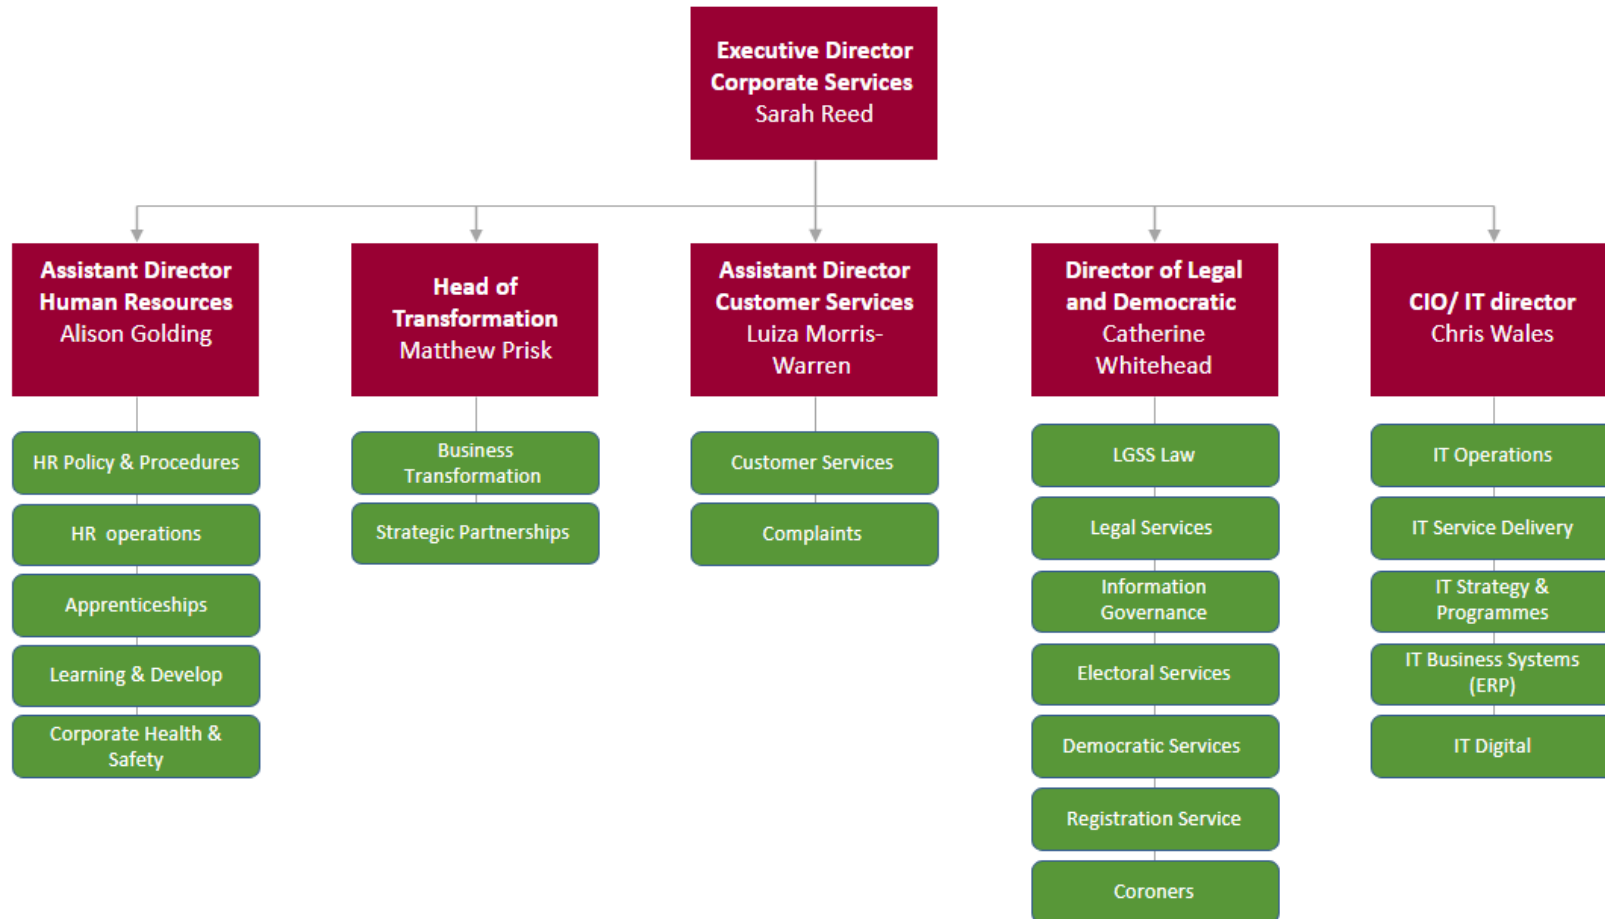 Executive Director
Corporate Services
Sarah Reed
Assistant Director
Human Resources
Alison Golding
HR Policy & Procedures
HR operations
Apprenticeships
Learning & Develop
Corporate Health &
Safety
Head of
Transformation
Matthew Prisk
Business
Transformation
Strategic Partnerships
Assistant Director
Customer Services
Luiza Morris-
Warren
Customer Services
Complaints
Director of Legal
and Democratic
Catherine
Whitehead
LGSS Law
Legal Services
Information
Governance
Electoral Services
Democratic Services
Registration Service
Coroners
CIO/ IT director
Chris Wales
IT Operations
IT Service Delivery
IT Strategy &
Programmes
IT Business Systems
(ERP)
IT Digital